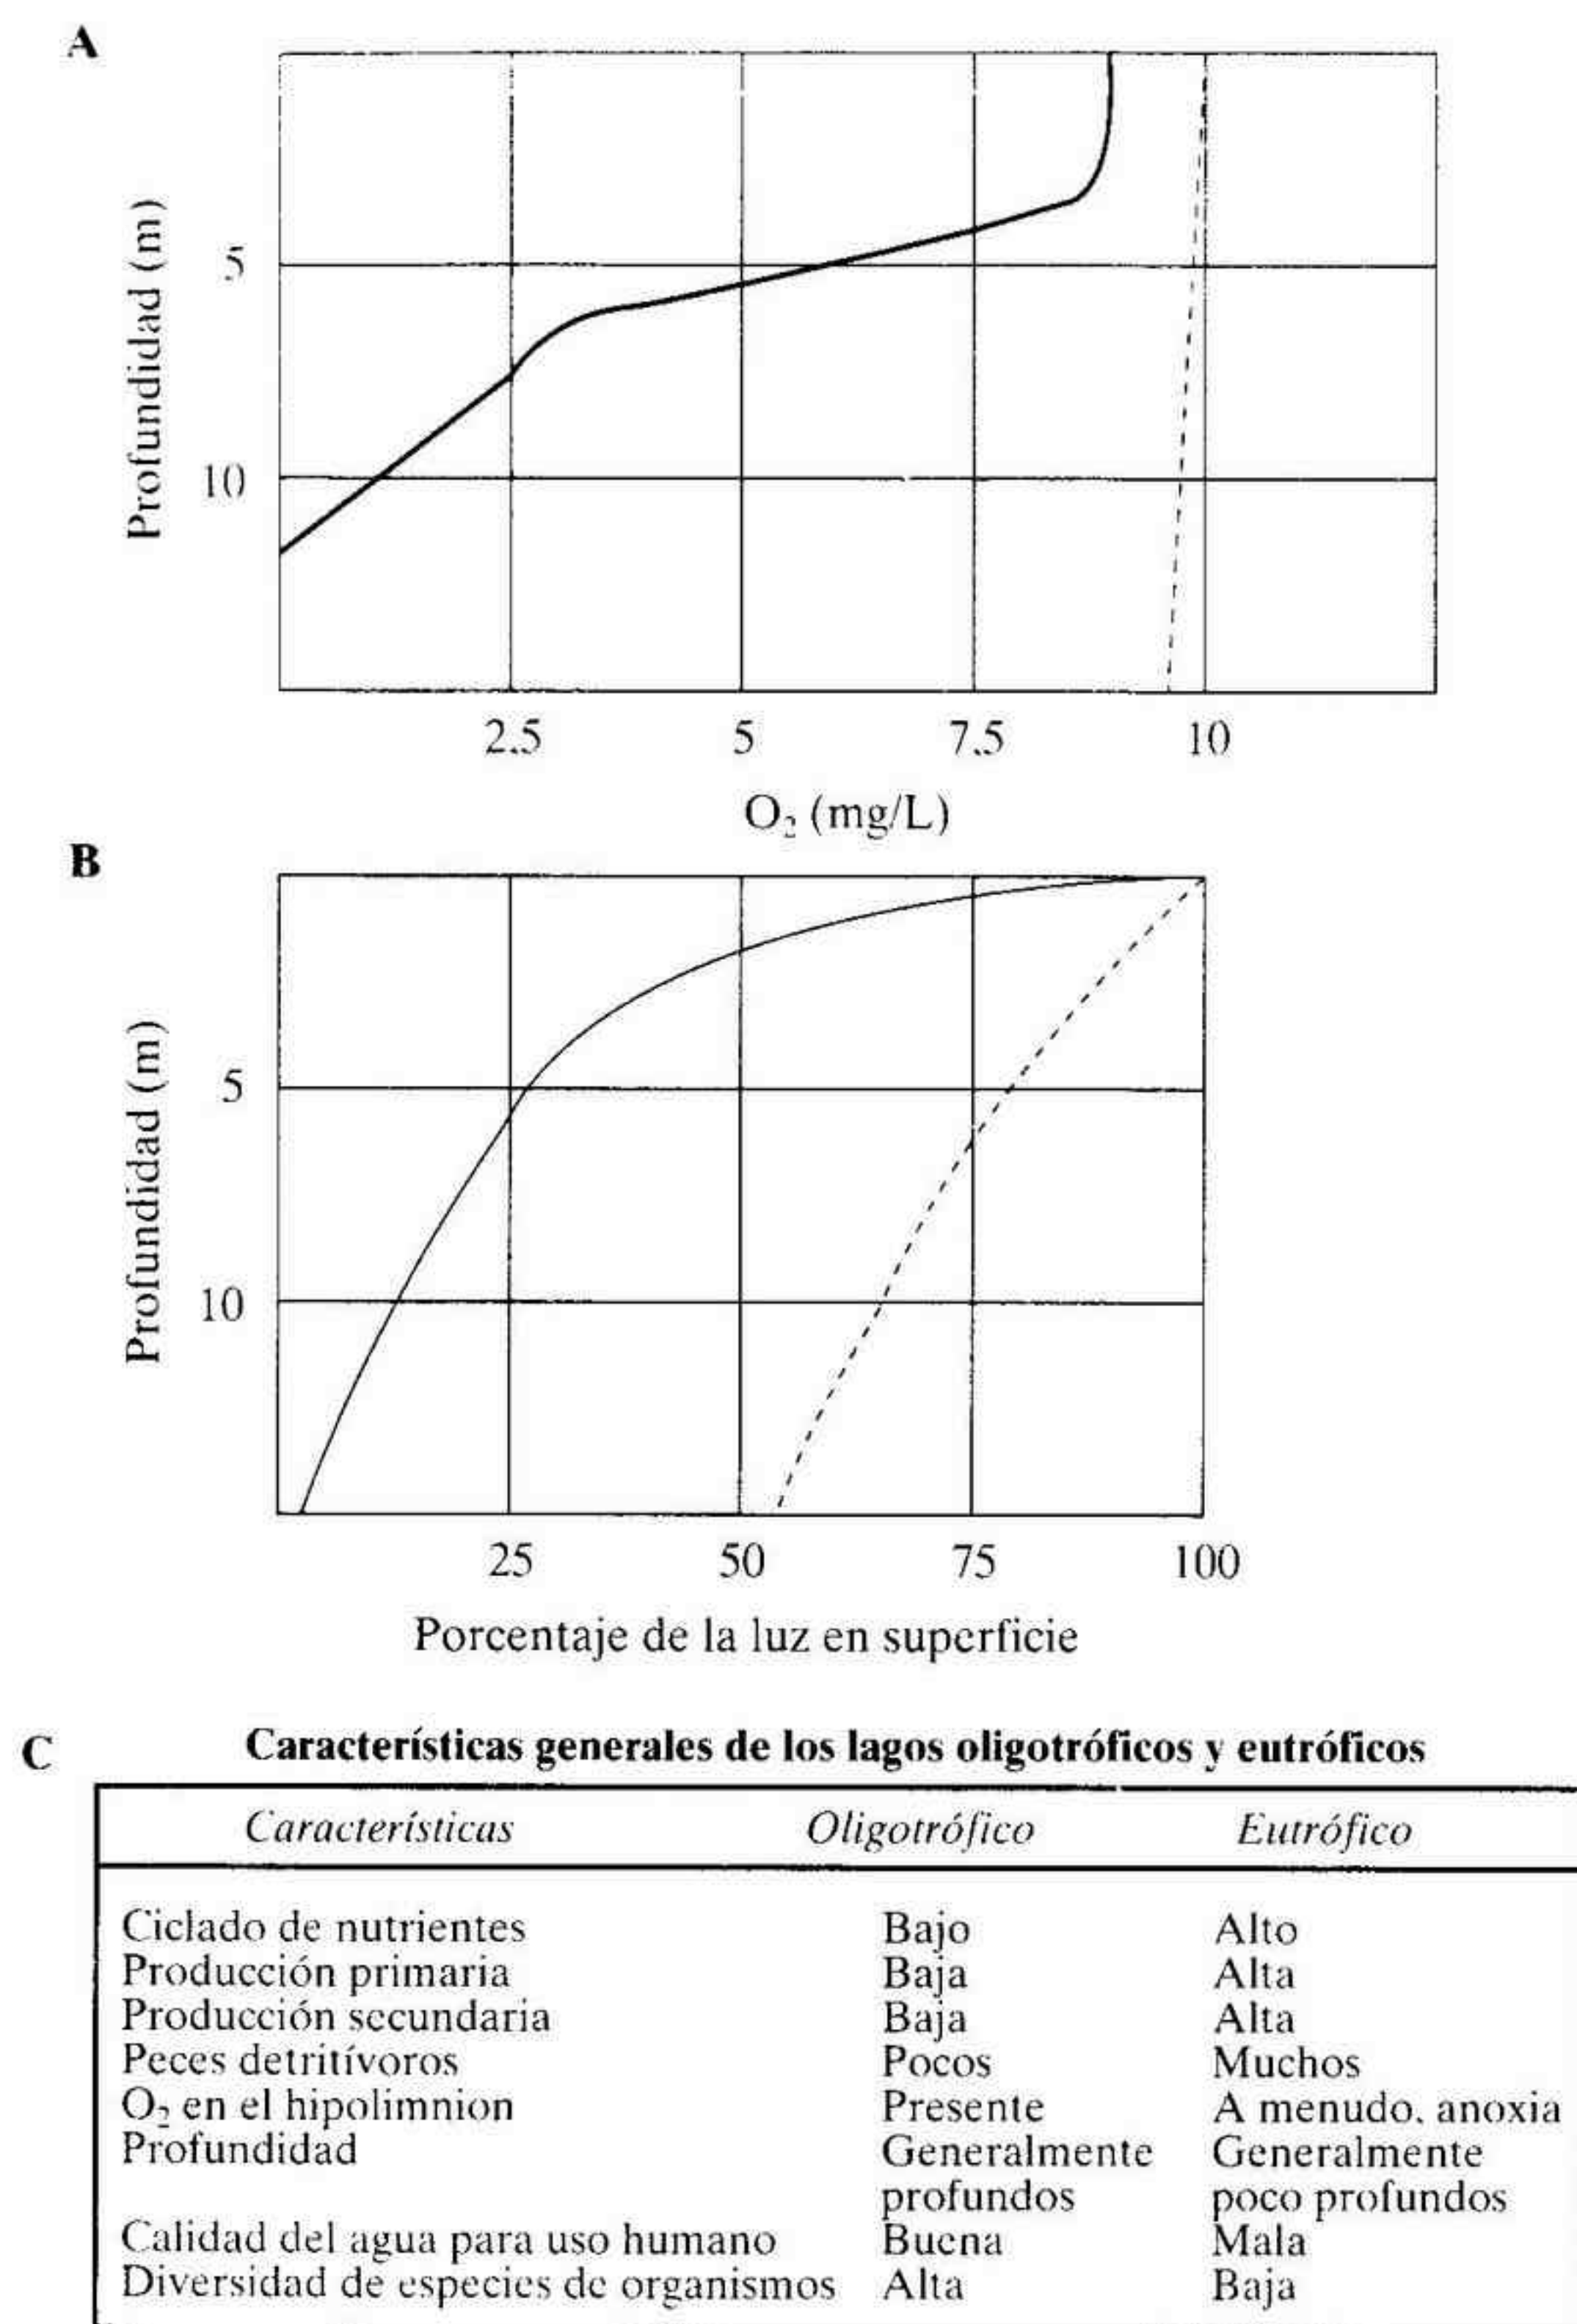 A
Profundidad (m)
5
10
2.5 5 7.5 10
O₂ (mg/L)
B
Profundidad (m)
5
10
25 50 75 100
Porcentaje de la luz en superficie
C Características generales de los lagos oligotróficos y eutróficos
Características Oligotrófico Eutrófico
Ciclado de nutrientes Bajo Alto
Producción primaria Baja Alta
Producción secundaria Baja Alta
Peces detritívoros Pocos Muchos
O₂ en el hipolimnion Presente A menudo. anoxia
Profundidad Generalmente Generalmente
profundos poco profundos
Calidad del agua para uso humano Buena Mala
Diversidad de especies de organismos Alta Baja